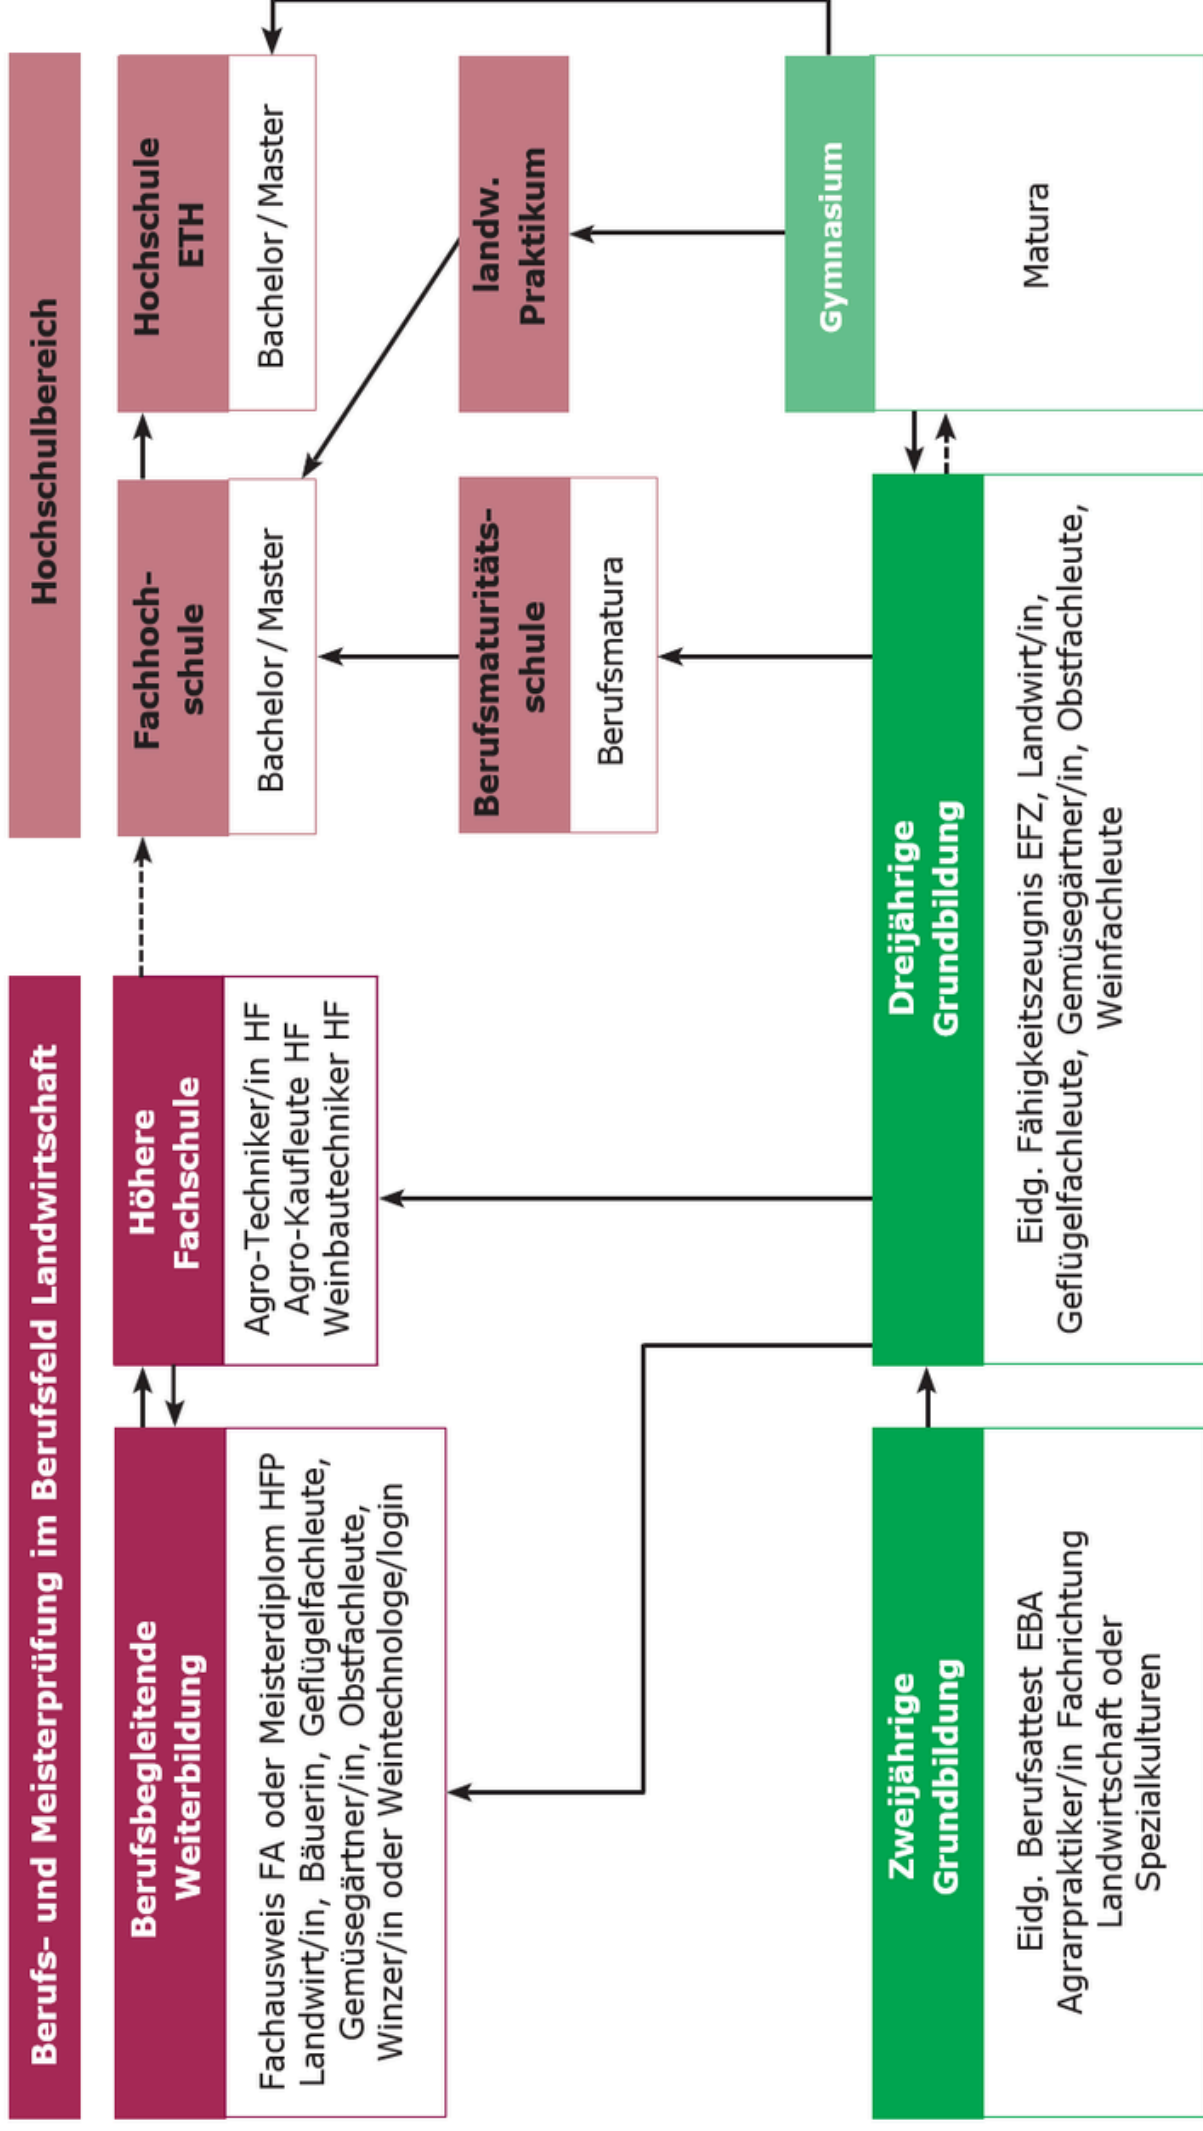 Berufs- und Meisterprüfung im Berufsfeld Landwirtschaft
Hochschulbereich
Berufsbegleitende
Weiterbildung
Fachausweis FA oder Meisterdiplom HFP
Landwirt/in, Bäuerin, Geflügelfachleute,
Gemüsegärtner/in, Obstfachleute,
Winzer/in oder Weintechnologe/login
Höhere
Fachschule
Agro-Techniker/in HF
Agro-Kaufleute HF
Weinbautechniker HF
Fachhoch-
schule
Bachelor/Master
Hochschule
ETH
Bachelor/Master
Berufsmaturitäts-
schule
Berufsmatura
landw.
Praktikum
Zweijährige
Grundbildung
Eidg. Berufsattest EBA
Agrarpraktiker/in Fachrichtung
Landwirtschaft oder
Spezialkulturen
Dreijährige
Grundbildung
Eidg. Fähigkeitszeugnis EFZ, Landwirt/in,
Geflügelfachleute, Gemüsegärtner/in, Obstfachleute,
Weinfachleute
Gymnasium
Matura